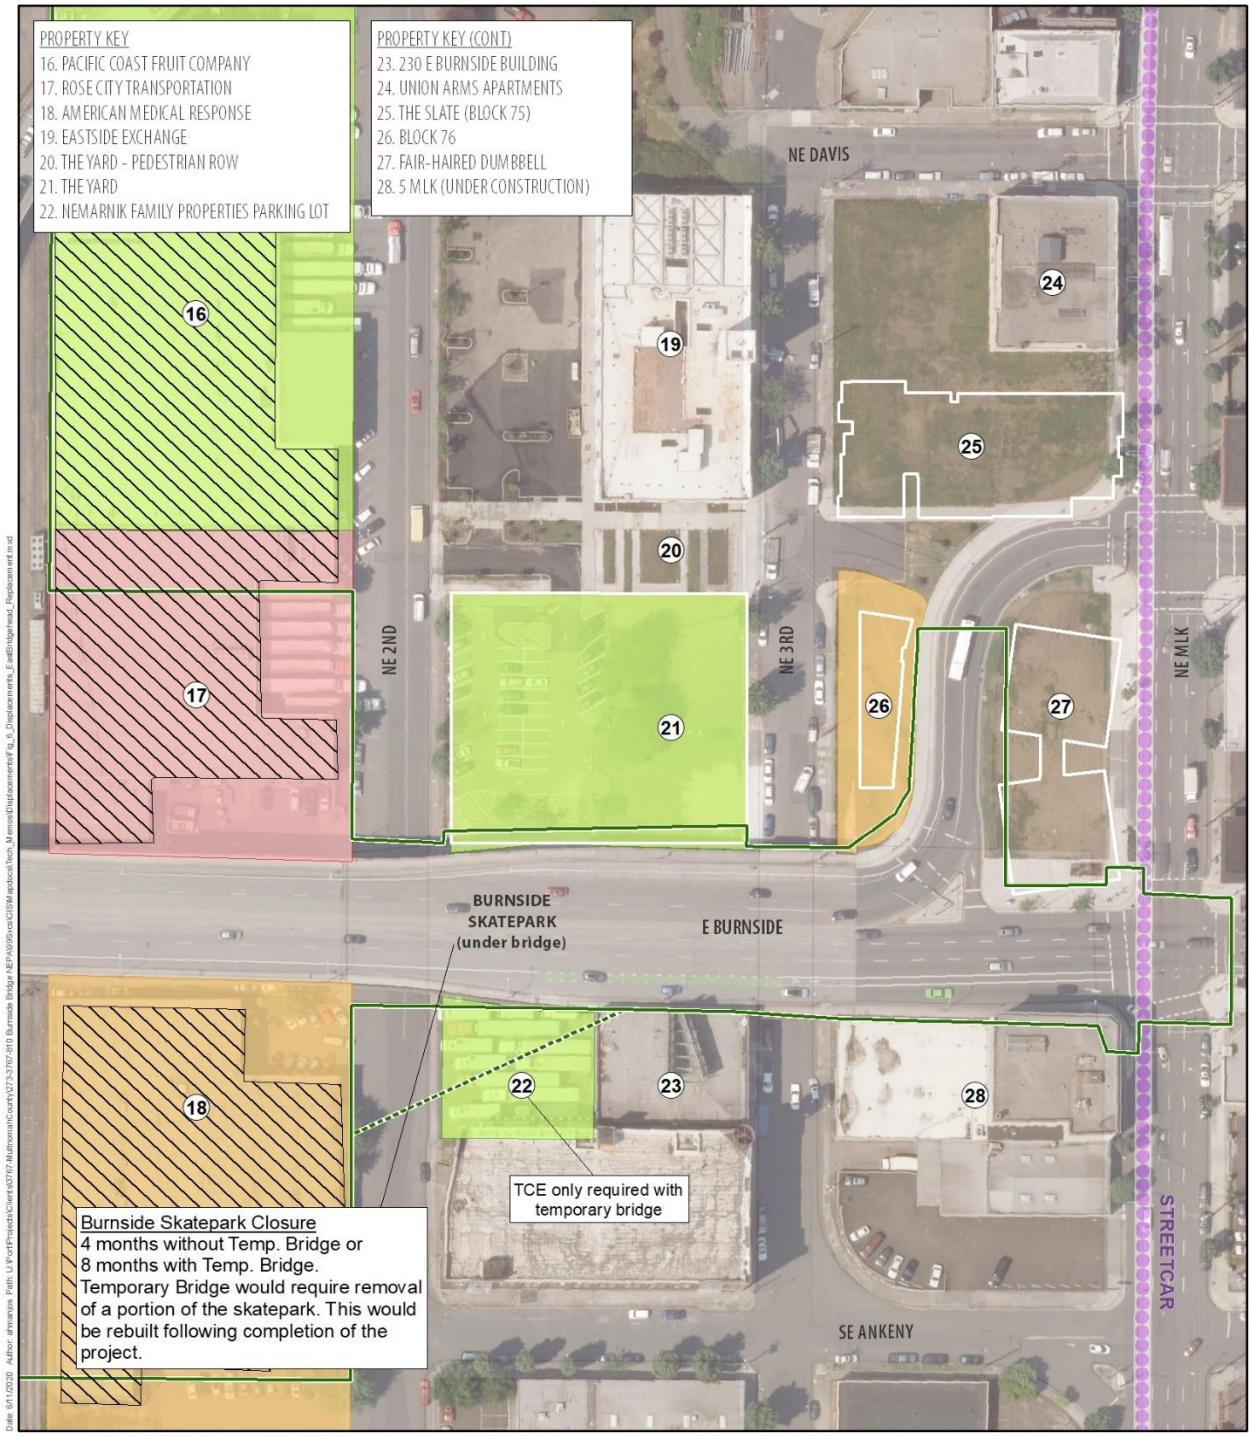 PROPERTY KEY
16. PACIFIC COAST FRUIT COMPANY
17. ROSE CITY TRANSPORTATION
18. AMERICAN MEDICAL RESPONSE
19. EASTSIDE EXCHANGE
20. THE YARD - PEDESTRIAN ROW
21. THE YARD
22. NEMARNIK FAMILY PROPERTIES PARKING LOT
PROPERTY KEY (CONT)
23. 230 E BURNSIDE BUILDING
24. UNION ARMS APARTMENTS
25. THE SLATE (BLOCK 75)
26. BLOCK 76
27. FAIR-HAIRED DUMBBELL
28. 5 MLK (UNDER CONSTRUCTION)
NE DAVIS
16
19
24
25
20
NE 2ND
NE 3RD
NE MLK
17
21
26
27
BURNSIDE
SKATEPARK
(under bridge)
E BURNSIDE
18
22
23
28
TCE only required with
temporary bridge
STREETCAR
Burnside Skatepark Closure
4 months without Temp. Bridge or
8 months with Temp. Bridge.
Temporary Bridge would require removal
of a portion of the skatepark. This would
be rebuilt following completion of the
project.
SE ANKENY